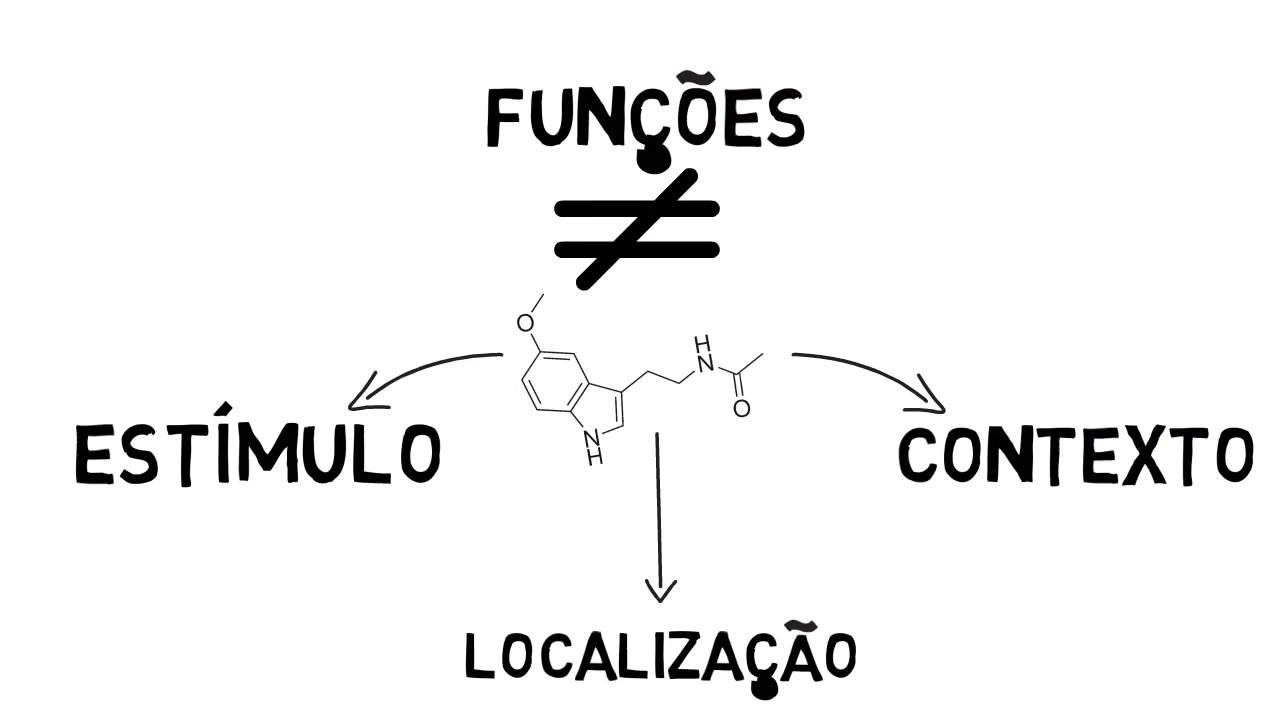 FUNÇÕES
≠
O
H
N
O
N
H
ESTÍMULO
CONTEXTO
LOCALIZAÇÃO